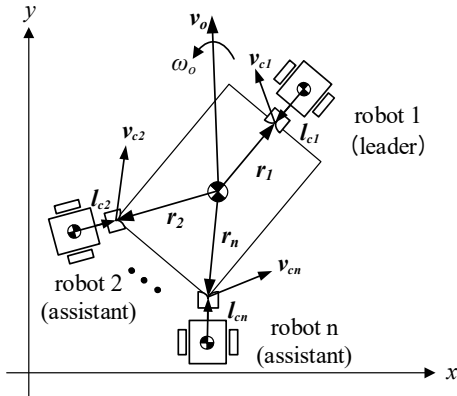 y
v_o
ω_o
v_c1
l_c1
robot 1
(leader)
v_c2
r_1
l_c2
r_2
r_n
v_cn
robot 2
(assistant)
l_cn
robot n
(assistant)
x